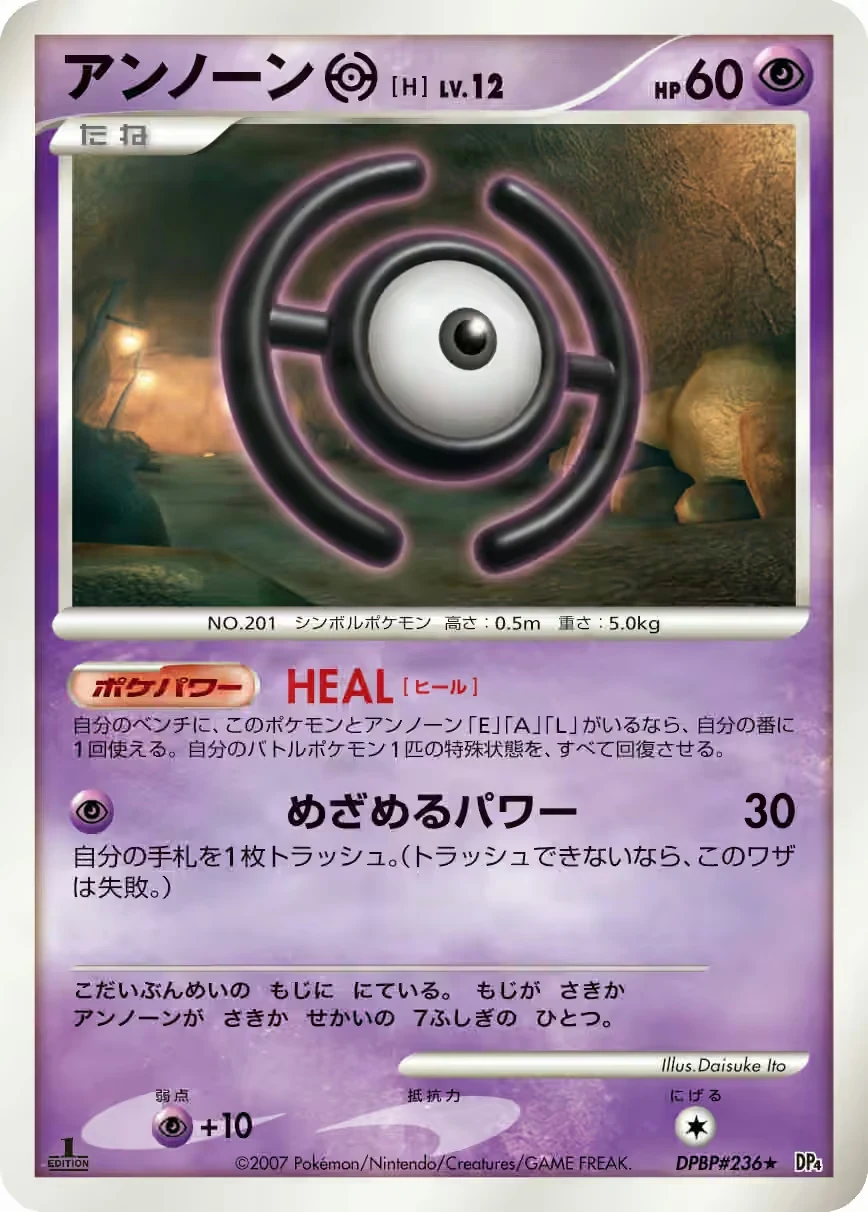 アンノーン [H] LV.12 HP 60
たね
NO.201 シンボルポケモン 高さ:0.5m 重さ:5.0kg
ポケパワー HEAL [ヒール]
自分のベンチに、このポケモンとアンノーン「E」「A」「L」がいるなら、自分の番に
1回使える。自分のバトルポケモン1匹の特殊状態を、すべて回復させる。
めざめるパワー 30
自分の手札を1枚トラッシュ。(トラッシュできないなら、このワザ
は失敗。)
こだいぶんめいの もじに にている。 もじが さきか
アンノーンが さきか せかいの 7ふしぎの ひとつ。
Illus.Daisuke Ito
弱点 抵抗力 にげる
+10
1 EDITION
©2007 Pokémon/Nintendo/Creatures/GAME FREAK. DPBP#236★ DP4